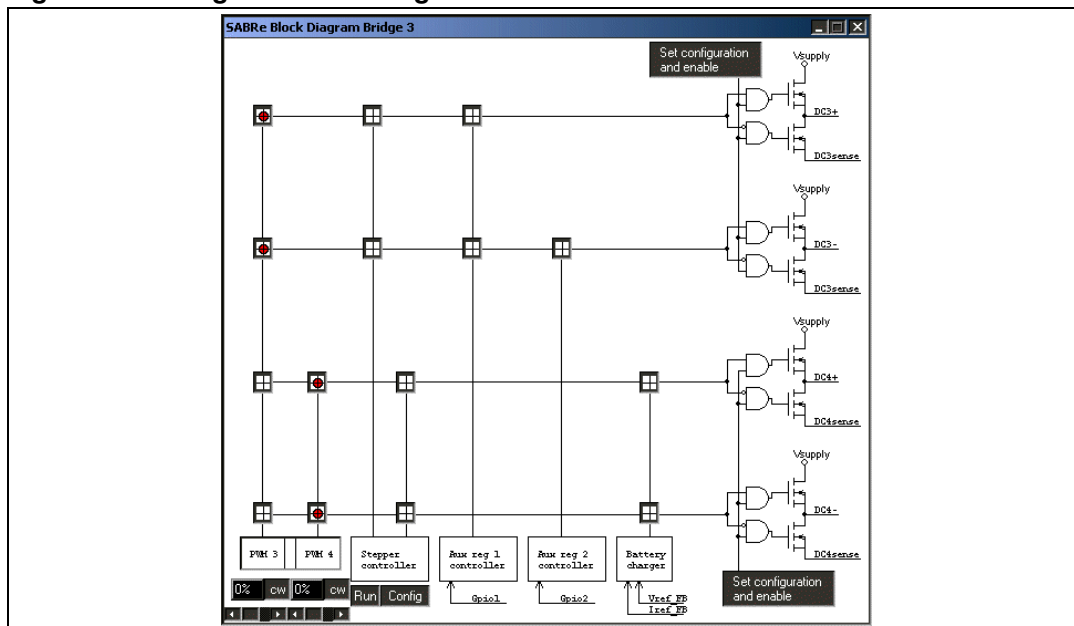 SABRe Block Diagram Bridge 3
Set configuration
and enable
Vsupply
DC3+
DC3sense
Vsupply
DC3-
DC3sense
Vsupply
DC4+
DC4sense
Vsupply
DC4-
DC4sense
PWM 3
PWM 4
Stepper
controller
Aux reg 1
controller
Aux reg 2
controller
Battery
charger
Set configuration
and enable
0%
cw
0%
cw
Run
Config
Gpio1
Gpio2
Vref_FB
Iref_FB